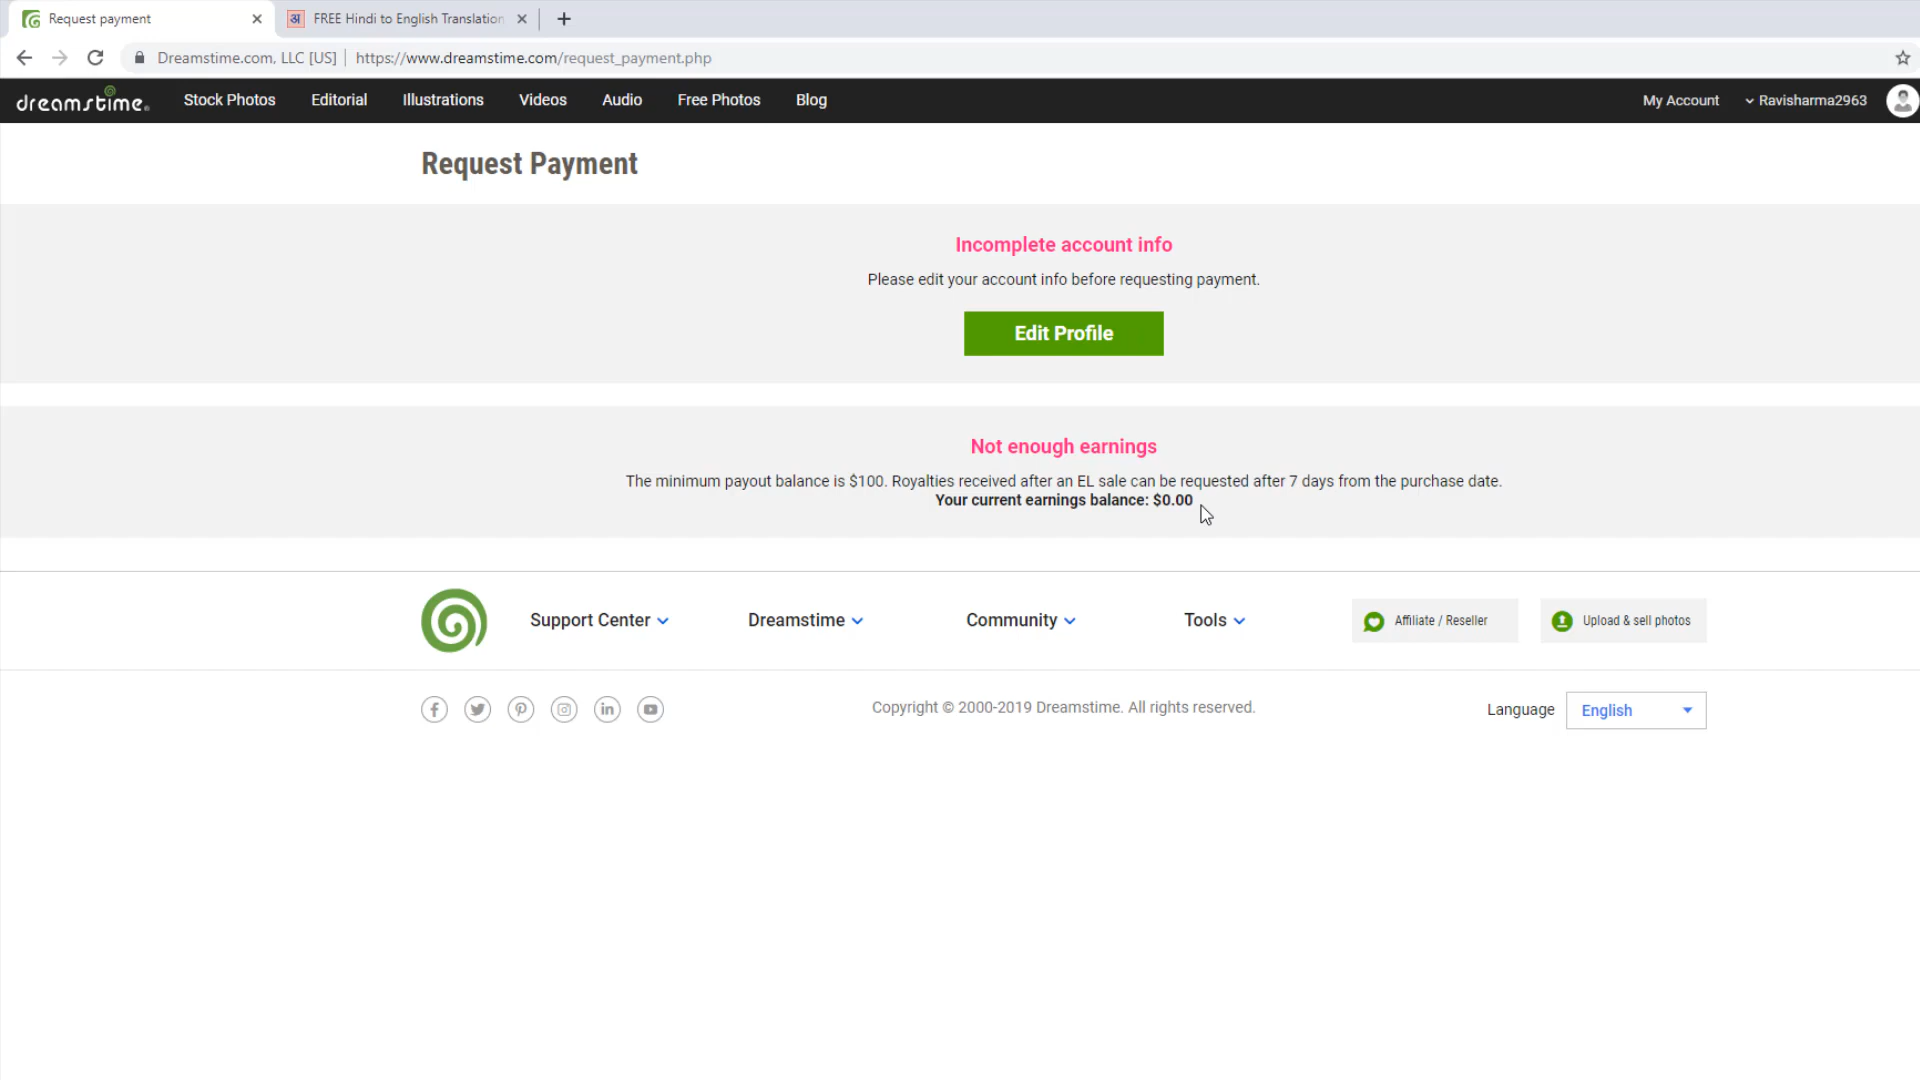 Request payment
FREE Hindi to English Translation
Dreamstime.com, LLC [US] | https://www.dreamstime.com/request_payment.php
dreamstime. Stock Photos Editorial Illustrations Videos Audio Free Photos Blog My Account Ravisharma2963
Request Payment
Incomplete account info
Please edit your account info before requesting payment.
Edit Profile
Not enough earnings
The minimum payout balance is $100. Royalties received after an EL sale can be requested after 7 days from the purchase date.
Your current earnings balance: $0.00
Support Center Dreamstime Community Tools Affiliate / Reseller Upload & sell photos
Copyright © 2000-2019 Dreamstime. All rights reserved. Language English